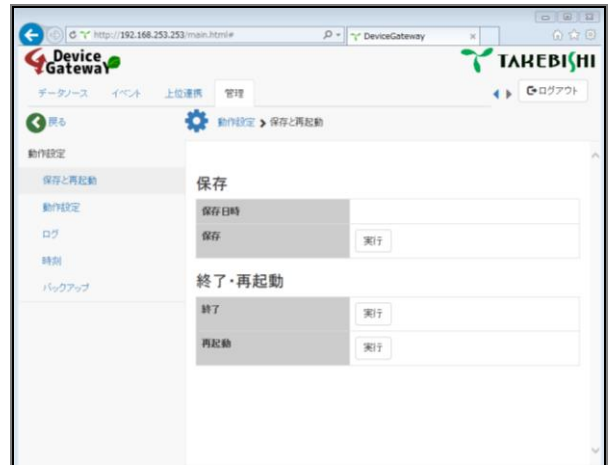 http://192.168.253.253/main.html#
DeviceGateway
Device
Gateway
TAKEBISHI
データソース イベント 上位連携 管理
ログアウト
戻る
動作設定 > 保存と再起動
動作設定
保存と再起動
動作設定
ログ
時刻
バックアップ
保存
保存日時
保存 実行
終了・再起動
終了 実行
再起動 実行